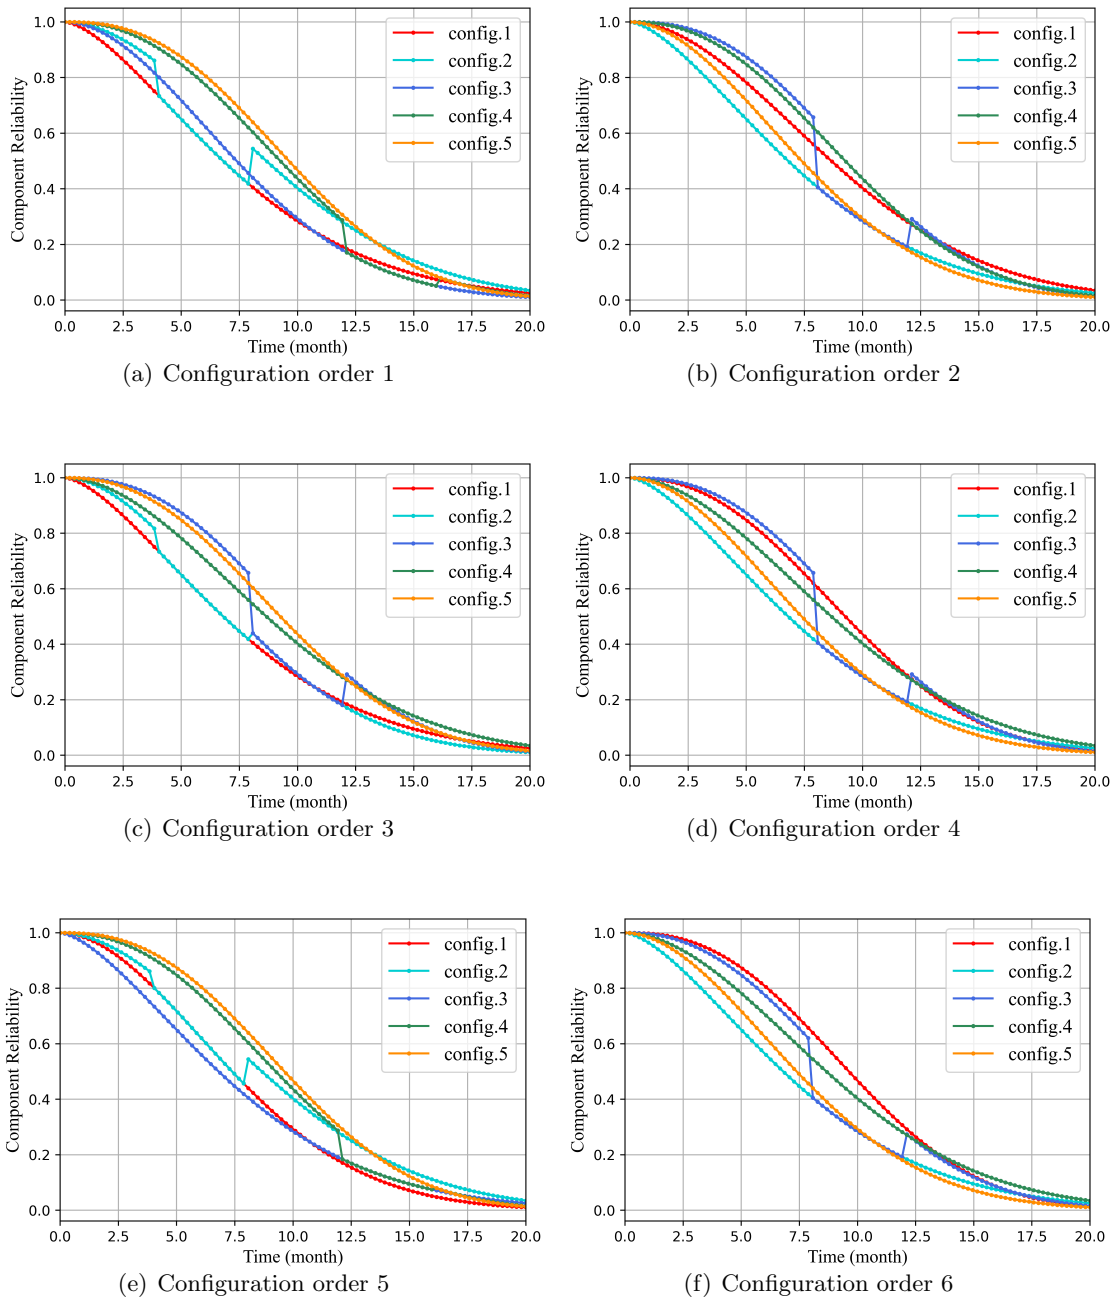 1.0
0.8
0.6
0.4
0.2
0.0
Component Reliability
config.1
config.2
config.3
config.4
config.5
0.0 2.5 5.0 7.5 10.0 12.5 15.0 17.5 20.0
Time (month)
(a) Configuration order 1
1.0
0.8
0.6
0.4
0.2
0.0
Component Reliability
config.1
config.2
config.3
config.4
config.5
0.0 2.5 5.0 7.5 10.0 12.5 15.0 17.5 20.0
Time (month)
(b) Configuration order 2
1.0
0.8
0.6
0.4
0.2
0.0
Component Reliability
config.1
config.2
config.3
config.4
config.5
0.0 2.5 5.0 7.5 10.0 12.5 15.0 17.5 20.0
Time (month)
(c) Configuration order 3
1.0
0.8
0.6
0.4
0.2
0.0
Component Reliability
config.1
config.2
config.3
config.4
config.5
0.0 2.5 5.0 7.5 10.0 12.5 15.0 17.5 20.0
Time (month)
(d) Configuration order 4
1.0
0.8
0.6
0.4
0.2
0.0
Component Reliability
config.1
config.2
config.3
config.4
config.5
0.0 2.5 5.0 7.5 10.0 12.5 15.0 17.5 20.0
Time (month)
(e) Configuration order 5
1.0
0.8
0.6
0.4
0.2
0.0
Component Reliability
config.1
config.2
config.3
config.4
config.5
0.0 2.5 5.0 7.5 10.0 12.5 15.0 17.5 20.0
Time (month)
(f) Configuration order 6